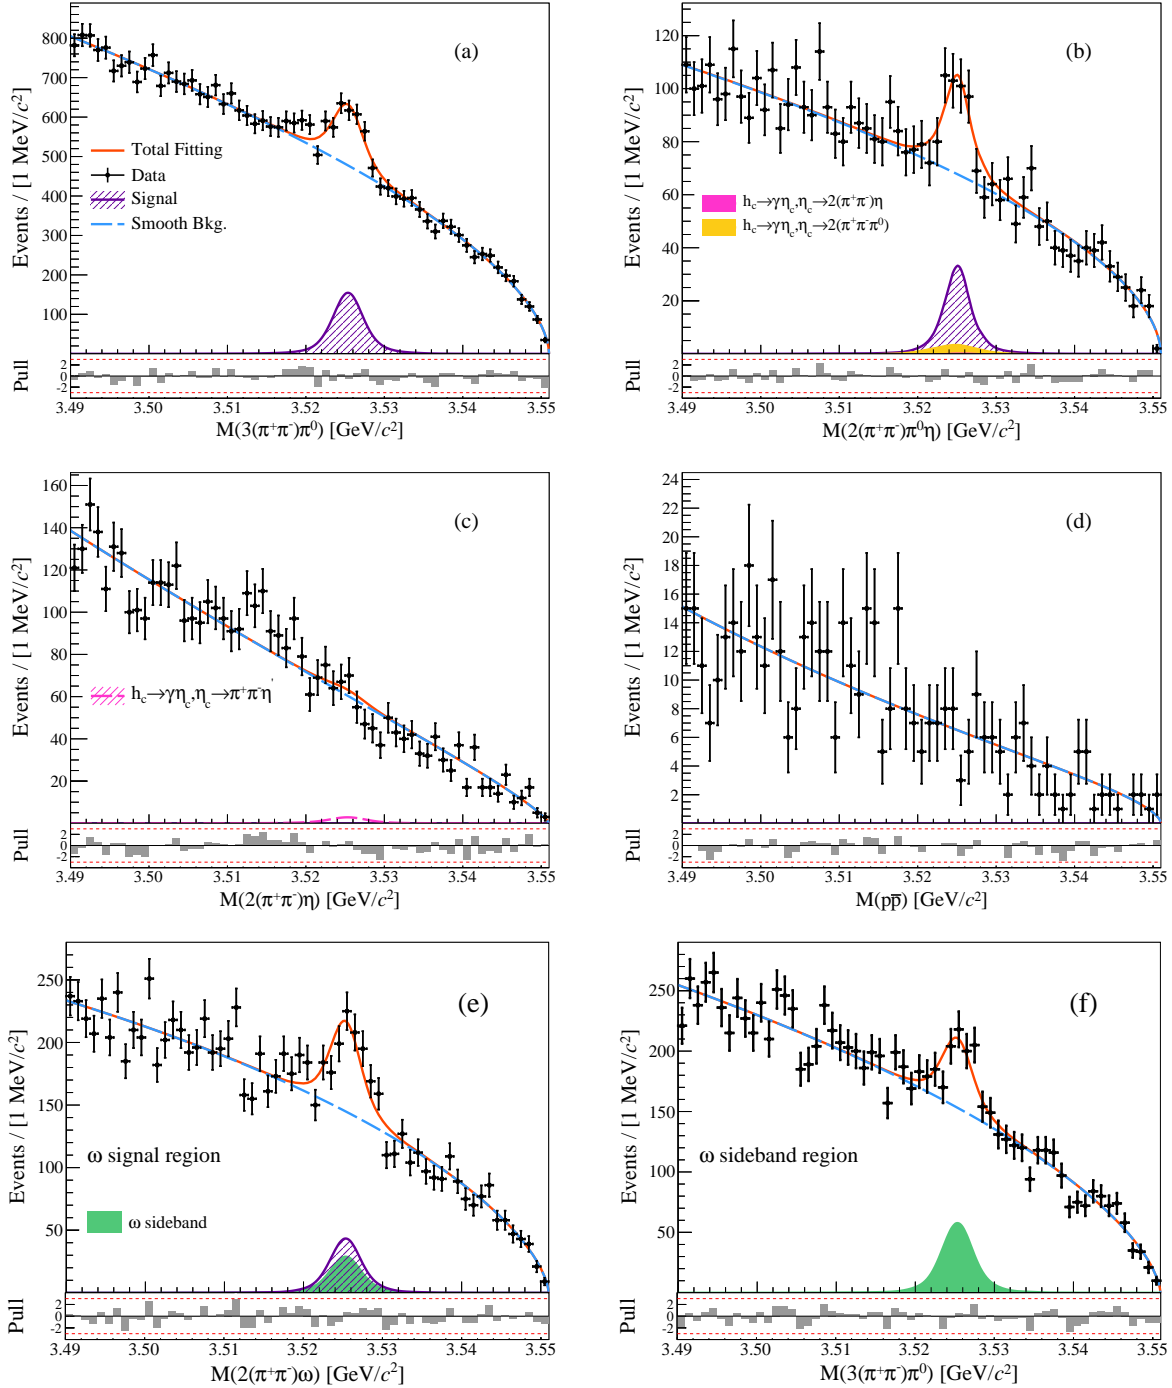 (a)
Events / [1 MeV/c²]
800
700
600
500
400
300
200
100
Total Fitting
Data
Signal
Smooth Bkg.
Pull
2
0
-2
3.49 3.50 3.51 3.52 3.53 3.54 3.55
M(3(π⁺π⁻)π⁰) [GeV/c²]
(b)
Events / [1 MeV/c²]
120
100
80
60
40
20
h_c→γη_c,η_c→2(π⁺π⁻)η
h_c→γη_c,η_c→2(π⁺π⁻π⁰)
Pull
2
0
-2
3.49 3.50 3.51 3.52 3.53 3.54 3.55
M(2(π⁺π⁻)π⁰η) [GeV/c²]
(c)
Events / [1 MeV/c²]
160
140
120
100
80
60
40
20
h_c→γη_c,η_c→π⁺π⁻η'
Pull
2
0
-2
3.49 3.50 3.51 3.52 3.53 3.54 3.55
M(2(π⁺π⁻)η) [GeV/c²]
(d)
Events / [1 MeV/c²]
24
22
20
18
16
14
12
10
8
6
4
2
Pull
2
0
-2
3.49 3.50 3.51 3.52 3.53 3.54 3.55
M(pp̅) [GeV/c²]
(e)
Events / [1 MeV/c²]
250
200
150
100
50
ω signal region
ω sideband
Pull
2
0
-2
3.49 3.50 3.51 3.52 3.53 3.54 3.55
M(2(π⁺π⁻)ω) [GeV/c²]
(f)
Events / [1 MeV/c²]
250
200
150
100
50
ω sideband region
Pull
2
0
-2
3.49 3.50 3.51 3.52 3.53 3.54 3.55
M(3(π⁺π⁻)π⁰) [GeV/c²]